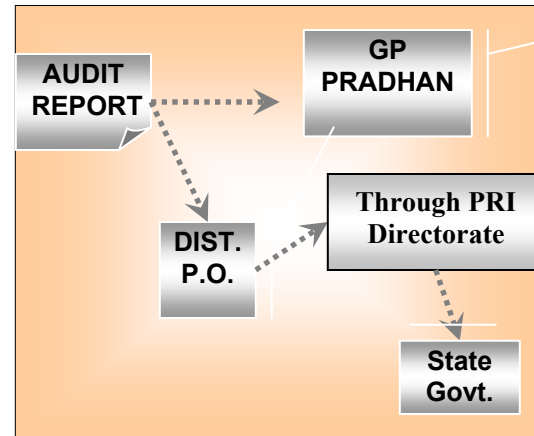 AUDIT
REPORT
GP
PRADHAN
DIST.
P.O.
Through PRI
Directorate
State
Govt.